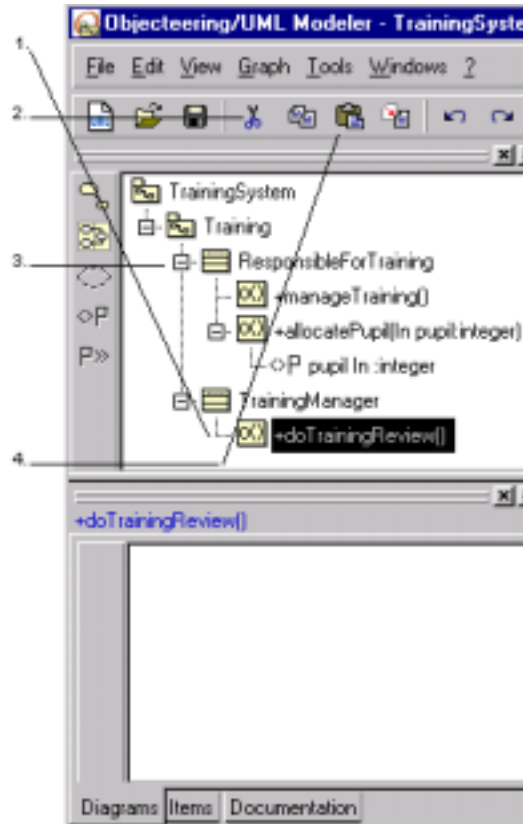 1.
Objecteering/UML Modeler - TrainingSyste
File Edit View Graph Tools Windows ?
2.
TrainingSystem
Training
3.
ResponsibleForTraining
+manageTraining()
+allocatePupil(In pupil:integer)
P pupil In :integer
P
P»
TrainingManager
+doTrainingReview()
4.
+doTrainingReview()
Diagrams Items Documentation